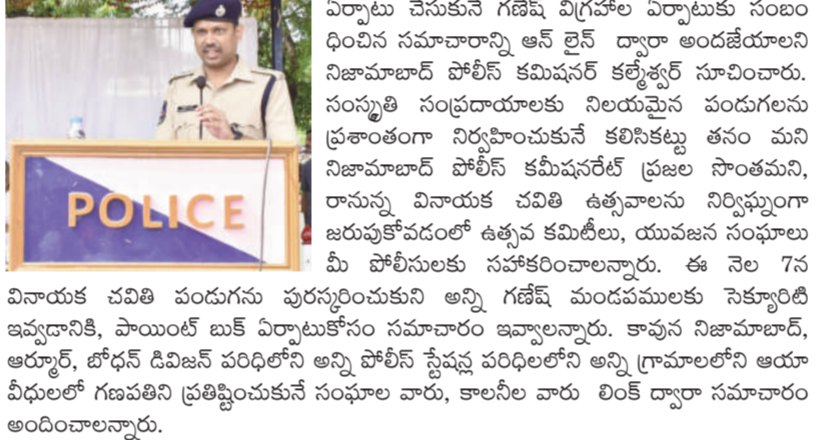 ఏర్పాటు చేసుకునే గణేష్ విగ్రహాల ఏర్పాటుకు సంబం
ధించిన సమాచారాన్ని ఆన్ లైన్ ద్వారా అందజేయాలని
నిజామాబాద్ పోలీస్ కమిషనర్ కల్మేశ్వర్ సూచించారు.
సంస్కృతి సంప్రదాయాలకు నిలయమైన పండుగలను
ప్రశాంతంగా నిర్వహించుకునే కలిసికట్టు తనం మని
నిజామాబాద్ పోలీస్ కమీషనరేట్ ప్రజల సొంతమని,
రానున్న వినాయక చవితి ఉత్సవాలను నిర్విఘ్నంగా
జరుపుకోవడంలో ఉత్సవ కమిటీలు, యువజన సంఘాలు
మీ పోలీసులకు సహాకరించాలన్నారు. ఈ నెల 7న
వినాయక చవితి పండుగను పురస్కరించుకుని అన్ని గణేష్ మండపములకు సెక్యూరిటి
ఇవ్వడానికి, పాయింట్ బుక్ ఏర్పాటుకోసం సమాచారం ఇవ్వాలన్నారు. కావున నిజామాబాద్,
ఆర్మూర్, బోధన్ డివిజన్ పరిధిలోని అన్ని పోలీస్ స్టేషన్ల పరిధిలలోని అన్ని గ్రామాలలోని ఆయా
వీధులలో గణపతిని ప్రతిష్టించుకునే సంఘాల వారు, కాలనీల వారు లింక్ ద్వారా సమాచారం
అందించాలన్నారు.
POLICE